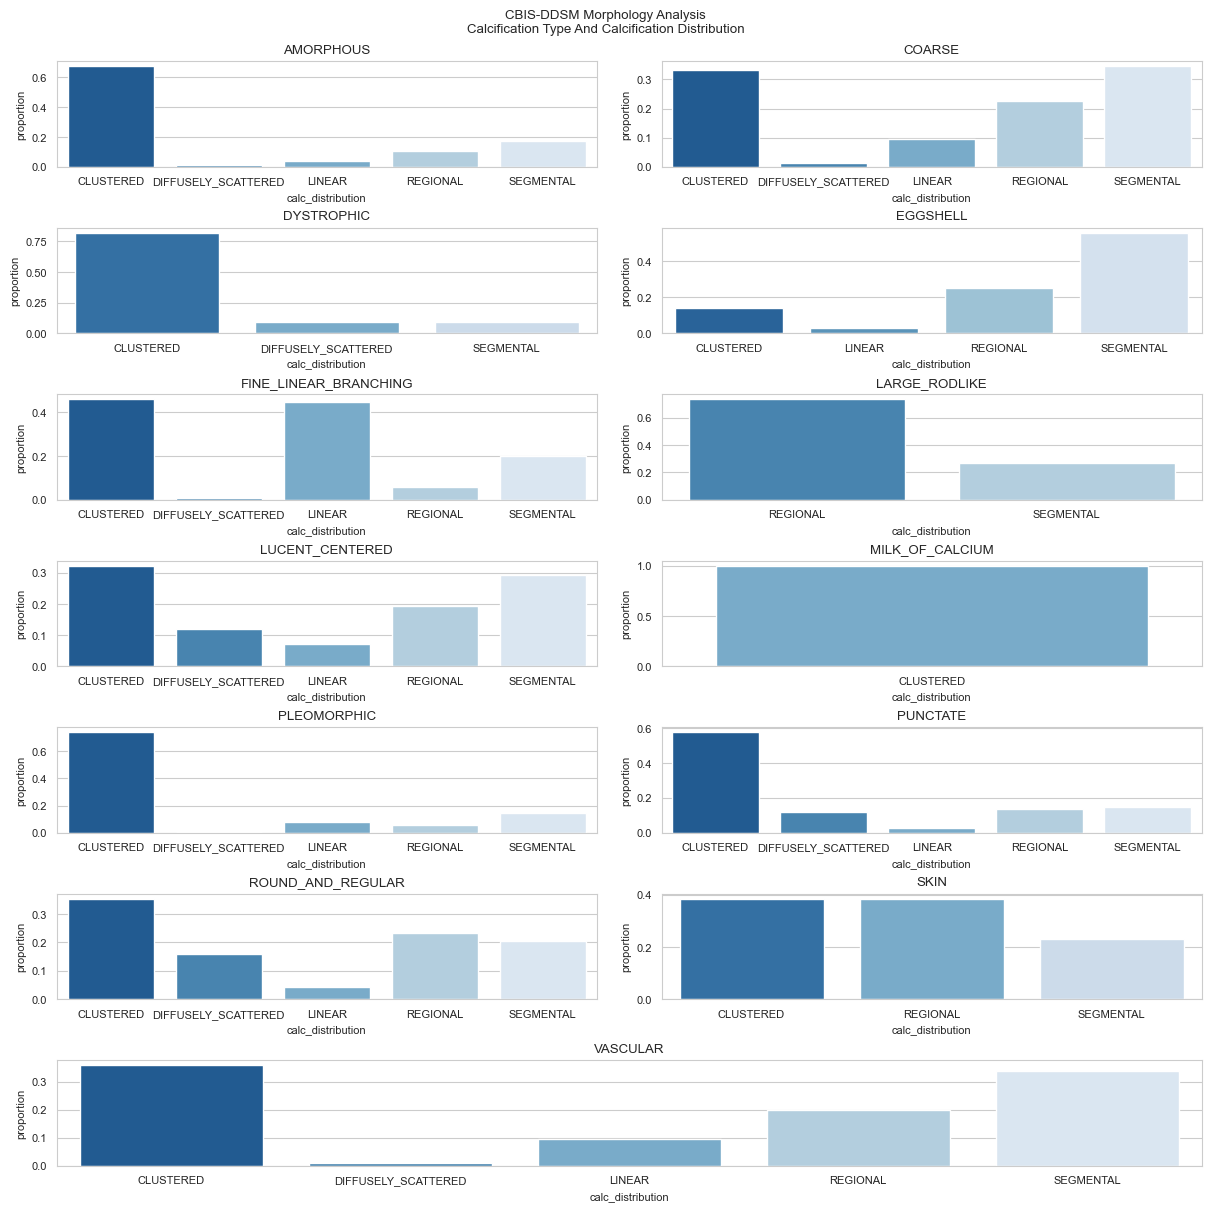 CBIS-DDSM Morphology Analysis
Calcification Type And Calcification Distribution
AMORPHOUS
proportion
0.6
0.4
0.2
0.0
CLUSTERED DIFFUSELY_SCATTERED LINEAR REGIONAL SEGMENTAL
calc_distribution
COARSE
proportion
0.3
0.2
0.1
0.0
CLUSTERED DIFFUSELY_SCATTERED LINEAR REGIONAL SEGMENTAL
calc_distribution
DYSTROPHIC
proportion
0.75
0.50
0.25
0.00
CLUSTERED DIFFUSELY_SCATTERED SEGMENTAL
calc_distribution
EGGSHELL
proportion
0.4
0.2
0.0
CLUSTERED LINEAR REGIONAL SEGMENTAL
calc_distribution
FINE_LINEAR_BRANCHING
proportion
0.4
0.2
0.0
CLUSTERED DIFFUSELY_SCATTERED LINEAR REGIONAL SEGMENTAL
calc_distribution
LARGE_RODLIKE
proportion
0.6
0.4
0.2
0.0
REGIONAL SEGMENTAL
calc_distribution
LUCENT_CENTERED
proportion
0.3
0.2
0.1
0.0
CLUSTERED DIFFUSELY_SCATTERED LINEAR REGIONAL SEGMENTAL
calc_distribution
MILK_OF_CALCIUM
proportion
1.0
0.5
0.0
CLUSTERED
calc_distribution
PLEOMORPHIC
proportion
0.6
0.4
0.2
0.0
CLUSTERED DIFFUSELY_SCATTERED LINEAR REGIONAL SEGMENTAL
calc_distribution
PUNCTATE
proportion
0.6
0.4
0.2
0.0
CLUSTERED DIFFUSELY_SCATTERED LINEAR REGIONAL SEGMENTAL
calc_distribution
ROUND_AND_REGULAR
proportion
0.3
0.2
0.1
0.0
CLUSTERED DIFFUSELY_SCATTERED LINEAR REGIONAL SEGMENTAL
calc_distribution
SKIN
proportion
0.4
0.2
0.0
CLUSTERED REGIONAL SEGMENTAL
calc_distribution
VASCULAR
proportion
0.3
0.2
0.1
0.0
CLUSTERED DIFFUSELY_SCATTERED LINEAR REGIONAL SEGMENTAL
calc_distribution